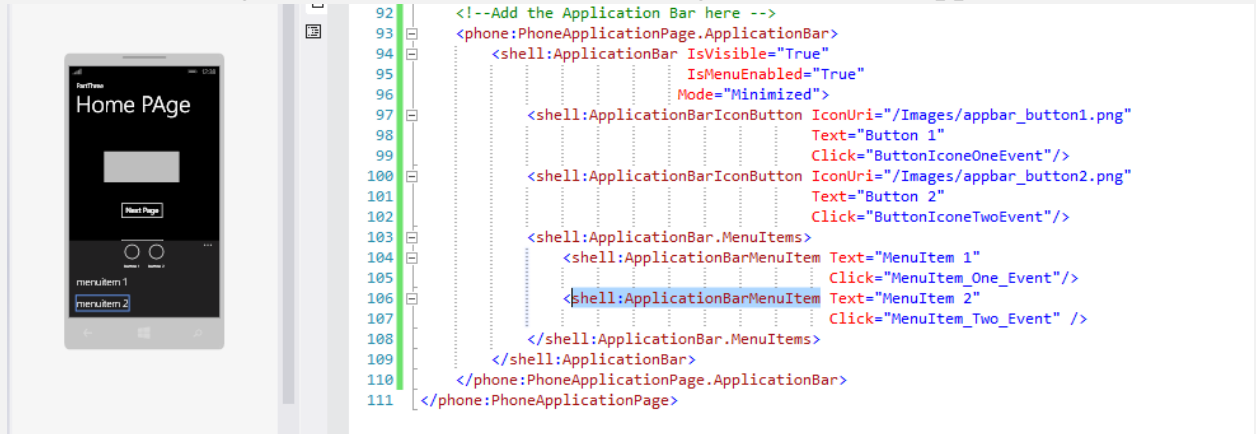 12:38
PartThree
Home PAge
Next Page
menuitem 1
menuitem 2
92 <!--Add the Application Bar here -->
93 <phone:PhoneApplicationPage.ApplicationBar>
94 <shell:ApplicationBar IsVisible="True"
95 IsMenuEnabled="True"
96 Mode="Minimized">
97 <shell:ApplicationBarIconButton IconUri="/Images/appbar_button1.png"
98 Text="Button 1"
99 Click="ButtonIconeOneEvent"/>
100 <shell:ApplicationBarIconButton IconUri="/Images/appbar_button2.png"
101 Text="Button 2"
102 Click="ButtonIconeTwoEvent"/>
103 <shell:ApplicationBar.MenuItems>
104 <shell:ApplicationBarMenuItem Text="MenuItem 1"
105 Click="MenuItem_One_Event"/>
106 <shell:ApplicationBarMenuItem Text="MenuItem 2"
107 Click="MenuItem_Two_Event" />
108 </shell:ApplicationBar.MenuItems>
109 </shell:ApplicationBar>
110 </phone:PhoneApplicationPage.ApplicationBar>
111 </phone:PhoneApplicationPage>